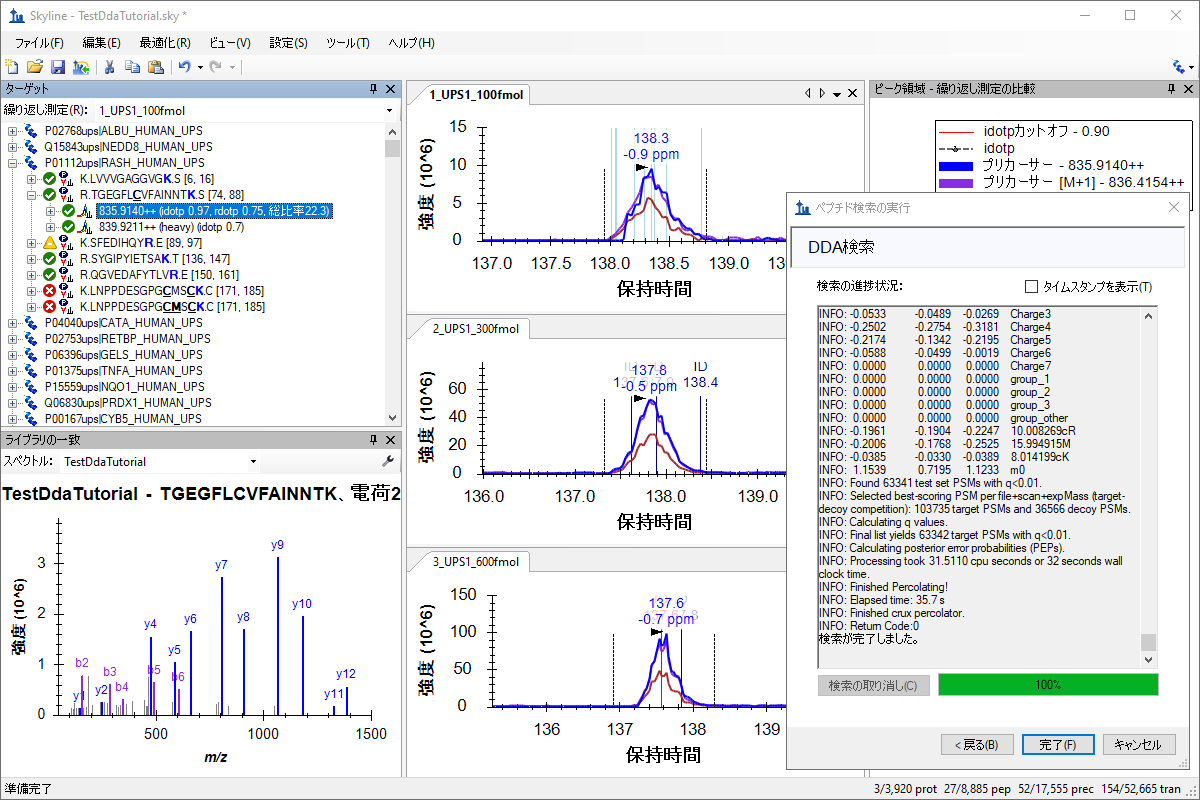 Skyline - TestDdaTutorial.sky *
ファイル(F) 編集(E) 最適化(R) ビュー(V) 設定(S) ツール(T) ヘルプ(H)
ターゲット
繰り返し測定(R): 1_UPS1_100fmol
P02768ups|ALBU_HUMAN_UPS
Q15843ups|NEDD8_HUMAN_UPS
P01112ups|RASH_HUMAN_UPS
K.LVVVGAGGVGK.S [6, 16]
R.TGEGFLCVFAINNTK.S [74, 88]
835.9140++ (idotp 0.97, rdotp 0.75, 総比率22.3)
839.9211++ (heavy) (idotp 0.7)
K.SFEDIHQYR.E [89, 97]
R.SYGIPYIETSAK.T [136, 147]
R.QGVEDAFYTLVR.E [150, 161]
K.LNPPDESGPGCMSCK.C [171, 185]
K.LNPPDESGPGCMSCK.C [171, 185]
P04040ups|CATA_HUMAN_UPS
P02753ups|RETBP_HUMAN_UPS
P06396ups|GELS_HUMAN_UPS
P01375ups|TNFA_HUMAN_UPS
P15559ups|NQO1_HUMAN_UPS
Q06830ups|PRDX1_HUMAN_UPS
P00167ups|CYB5_HUMAN_UPS
ライブラリの一致
スペクトル: TestDdaTutorial
TestDdaTutorial - TGEGFLCVFAINNTK、電荷2
強度 (10^6)
3
2
1
0
y9
y7
y10
y8
y6
y4
y5
b2
b3
b5
b6
b4
y2
y12
y11
500 1000 1500
m/z
1_UPS1_100fmol
強度 (10^6)
15
10
5
0
138.3
-0.9 ppm
137.0 137.5 138.0 138.5 139.0
保持時間
2_UPS1_300fmol
強度 (10^6)
60
40
20
0
137.8
-0.5 ppm
ID
138.4
136.0 137.0 138.0 139.0
保持時間
3_UPS1_600fmol
強度 (10^6)
150
100
50
0
137.6
-0.7 ppm
136 137 138 139
保持時間
ピーク領域 - 繰り返し測定の比較
idotpカットオフ - 0.90
idotp
プリカーサー - 835.9140++
プリカーサー [M+1] - 836.4154++
ペプチド検索の実行
DDA検索
検索の進捗状況:
タイムスタンプを表示(T)
INFO: -0.0533 -0.0489 -0.0269 Charge3
INFO: -0.2502 -0.2754 -0.3181 Charge4
INFO: -0.2174 -0.1342 -0.2195 Charge5
INFO: -0.0588 -0.0499 -0.0019 Charge6
INFO: 0.0000 0.0000 0.0000 Charge7
INFO: 0.0000 0.0000 0.0000 group_1
INFO: 0.0000 0.0000 0.0000 group_2
INFO: 0.0000 0.0000 0.0000 group_3
INFO: 0.0000 0.0000 0.0000 group_other
INFO: -0.1961 -0.1904 -0.2247 10.008269cR
INFO: -0.2006 -0.1768 -0.2525 15.994915M
INFO: -0.0385 -0.0330 -0.0389 8.014199cK
INFO: 1.1539 0.7195 1.1233 m0
INFO: Found 63341 test set PSMs with q<0.01.
INFO: Selected best-scoring PSM per file+scan+expMass (target-
decoy competition): 103735 target PSMs and 36566 decoy PSMs.
INFO: Calculating q values.
INFO: Final list yields 63342 target PSMs with q<0.01.
INFO: Calculating posterior error probabilities (PEPs).
INFO: Processing took 31.5110 cpu seconds or 32 seconds wall
clock time.
INFO: Finished Percolating!
INFO: Elapsed time: 35.7 s
INFO: Finished crux percolator.
INFO: Return Code:0
検索が完了しました。
検索の取り消し(C)
100%
< 戻る(B) 完了(F) キャンセル
準備完了
3/3,920 prot 27/8,885 pep 52/17,555 prec 154/52,665 tran